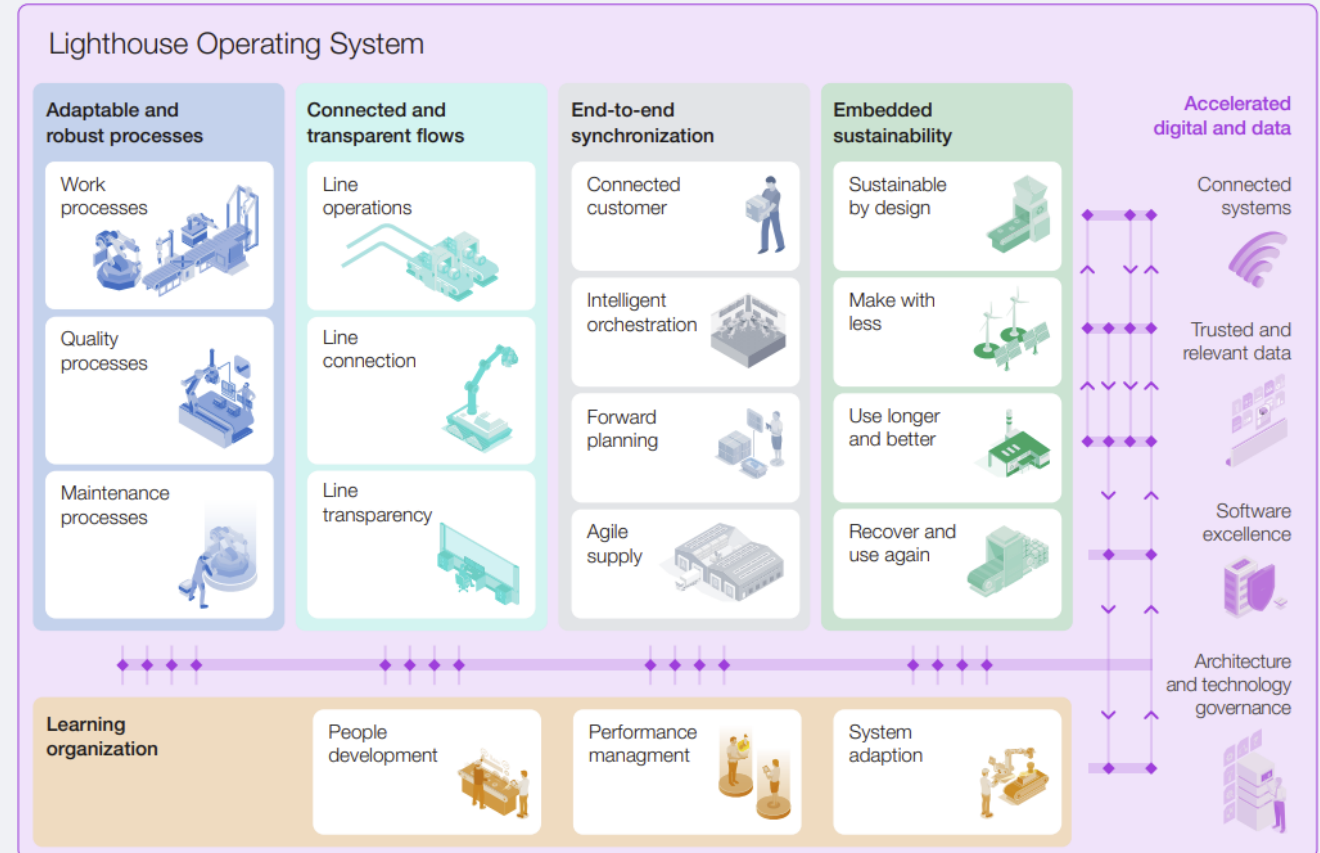 Lighthouse Operating System
Adaptable and
robust processes
Work
processes
Quality
processes
Maintenance
processes
Connected and
transparent flows
Line
operations
Line
connection
Line
transparency
End-to-end
synchronization
Connected
customer
Intelligent
orchestration
Forward
planning
Agile
supply
Embedded
sustainability
Sustainable
by design
Make with
less
Use longer
and better
Recover and
use again
Accelerated
digital and data
Connected
systems
Trusted and
relevant data
Software
excellence
Architecture
and technology
governance
Learning
organization
People
development
Performance
managment
System
adaption